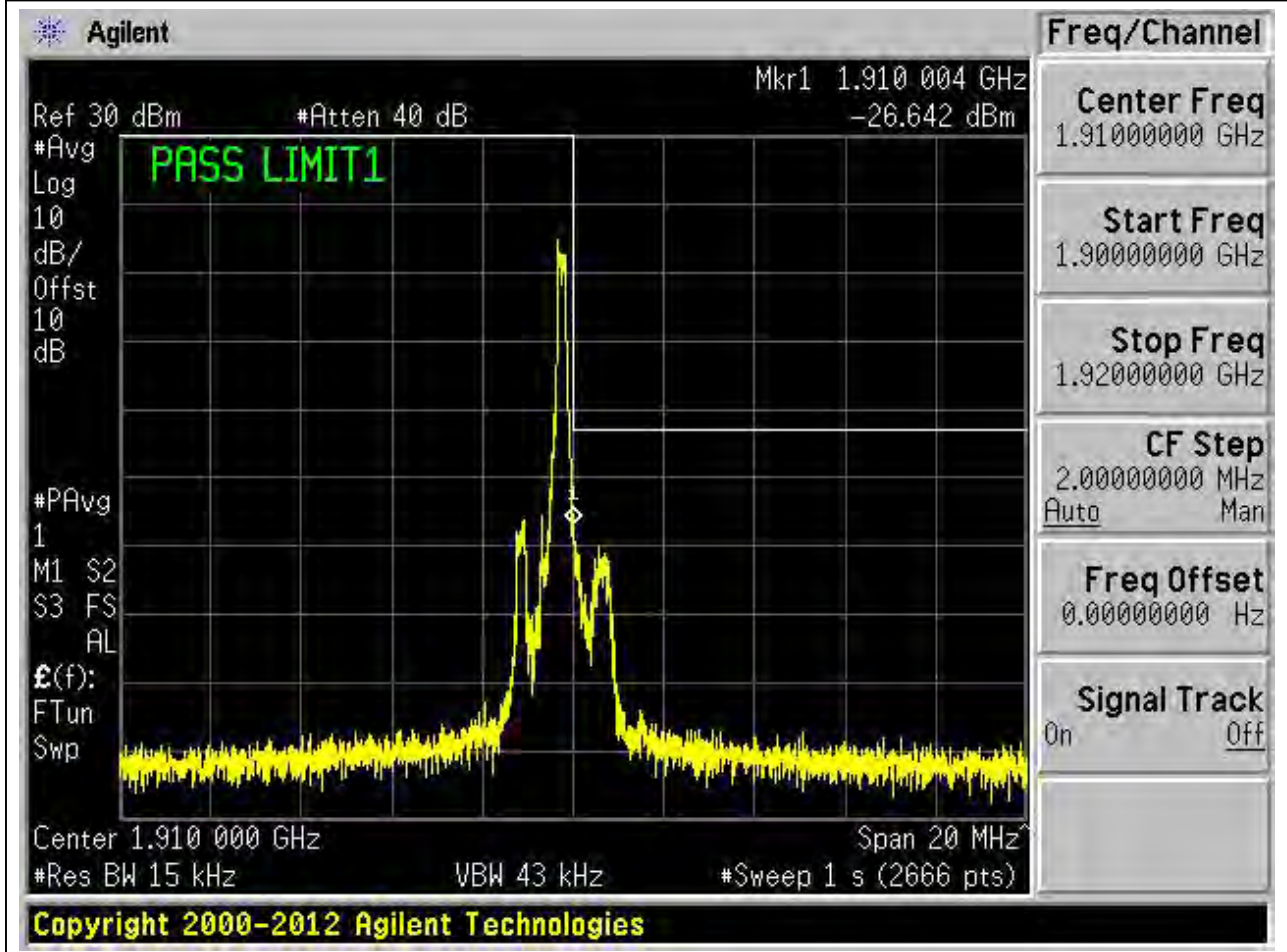 Agilent
Freq/Channel
Mkr1 1.910 004 GHz
Ref 30 dBm #Atten 40 dB -26.642 dBm
#Avg
Log
10
dB/
Offst
10
dB
PASS LIMIT1
#PAvg
1
M1 S2
S3 FS
AL
£(f):
FTun
Swp
1
Center 1.910 000 GHz Span 20 MHz^
#Res BW 15 kHz VBW 43 kHz #Sweep 1 s (2666 pts)
Center Freq
1.91000000 GHz
Start Freq
1.90000000 GHz
Stop Freq
1.92000000 GHz
CF Step
2.00000000 MHz
Auto Man
Freq Offset
0.00000000 Hz
Signal Track
On Off
Copyright 2000-2012 Agilent Technologies